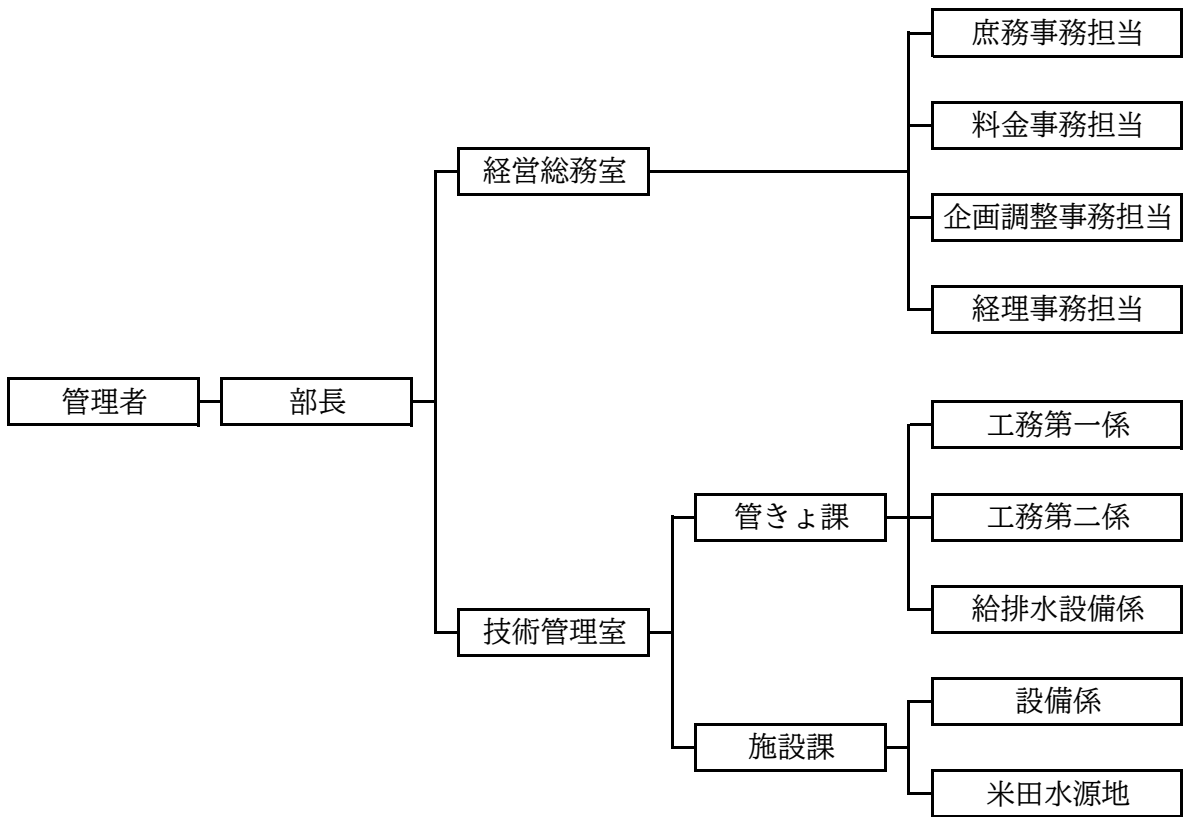 庶務事務担当
料金事務担当
経営総務室
企画調整事務担当
経理事務担当
管理者
部長
工務第一係
管きょ課
工務第二係
給排水設備係
技術管理室
設備係
施設課
米田水源地